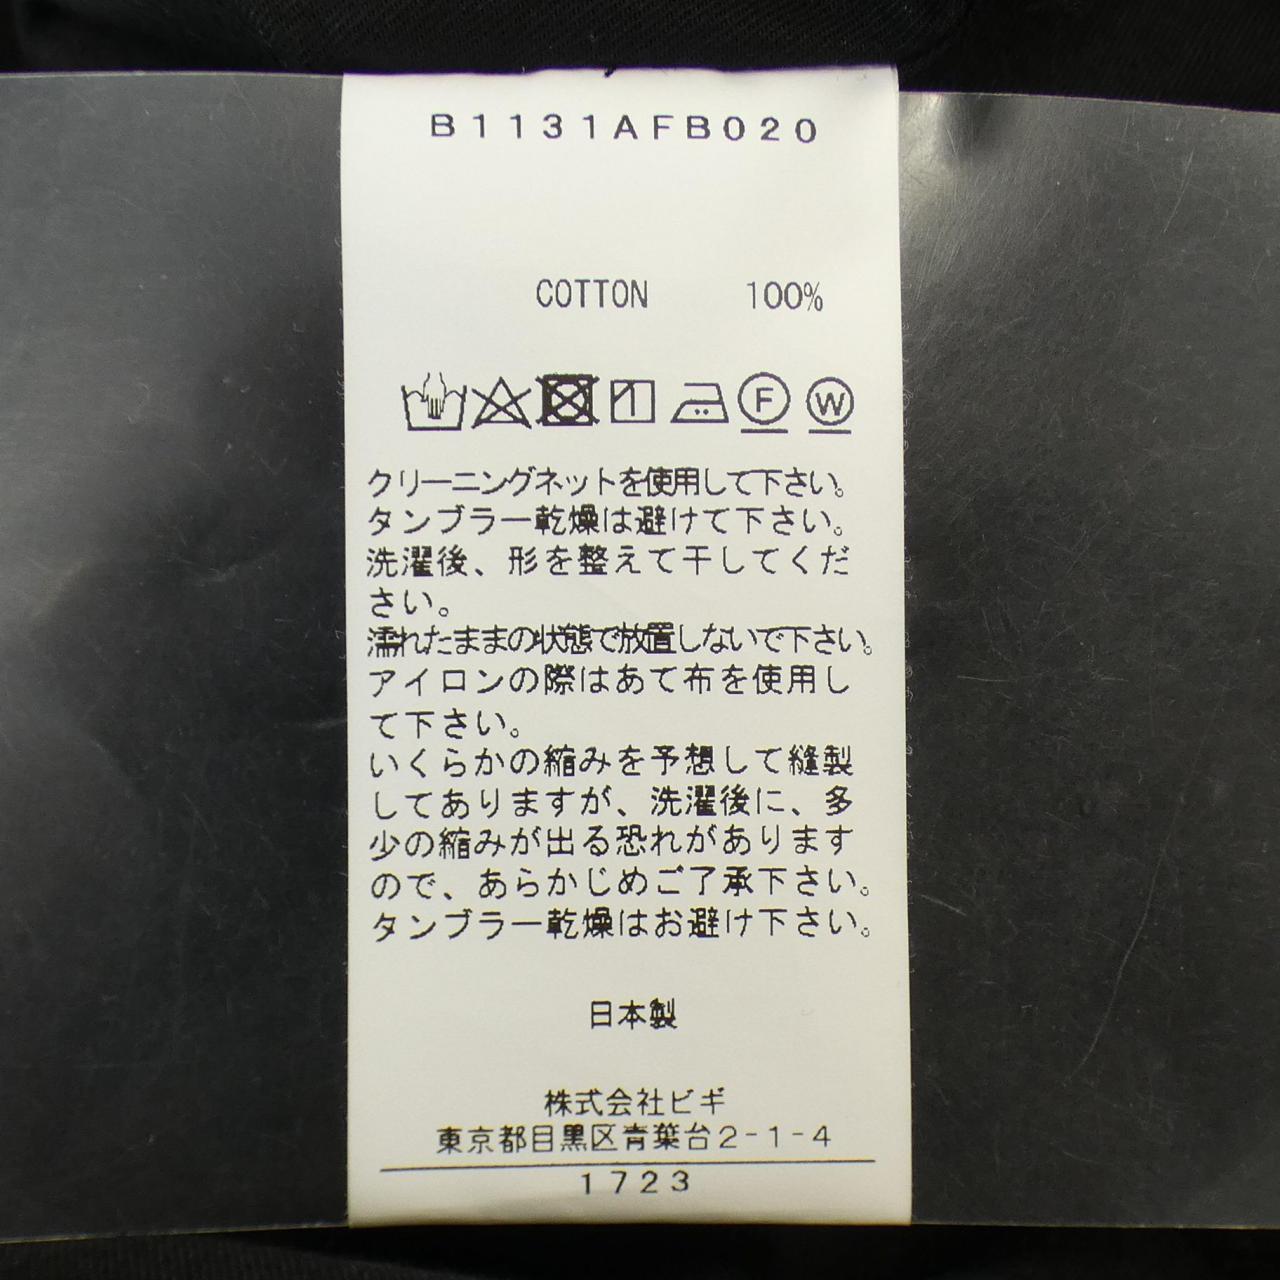 B1131AFB020
COTTON 100%
F W
クリーニングネットを使用して下さい。
タンブラー乾燥は避けて下さい。
洗濯後、形を整えて干してくだ
さい。
濡れたままの状態で放置しないで下さい。
アイロンの際はあて布を使用し
て下さい。
いくらかの縮みを予想して縫製
してありますが、洗濯後に、多
少の縮みが出る恐れがあります
ので、あらかじめご了承下さい。
タンブラー乾燥はお避け下さい。
日本製
株式会社ビギ
東京都目黒区青葉台2-1-4
1723